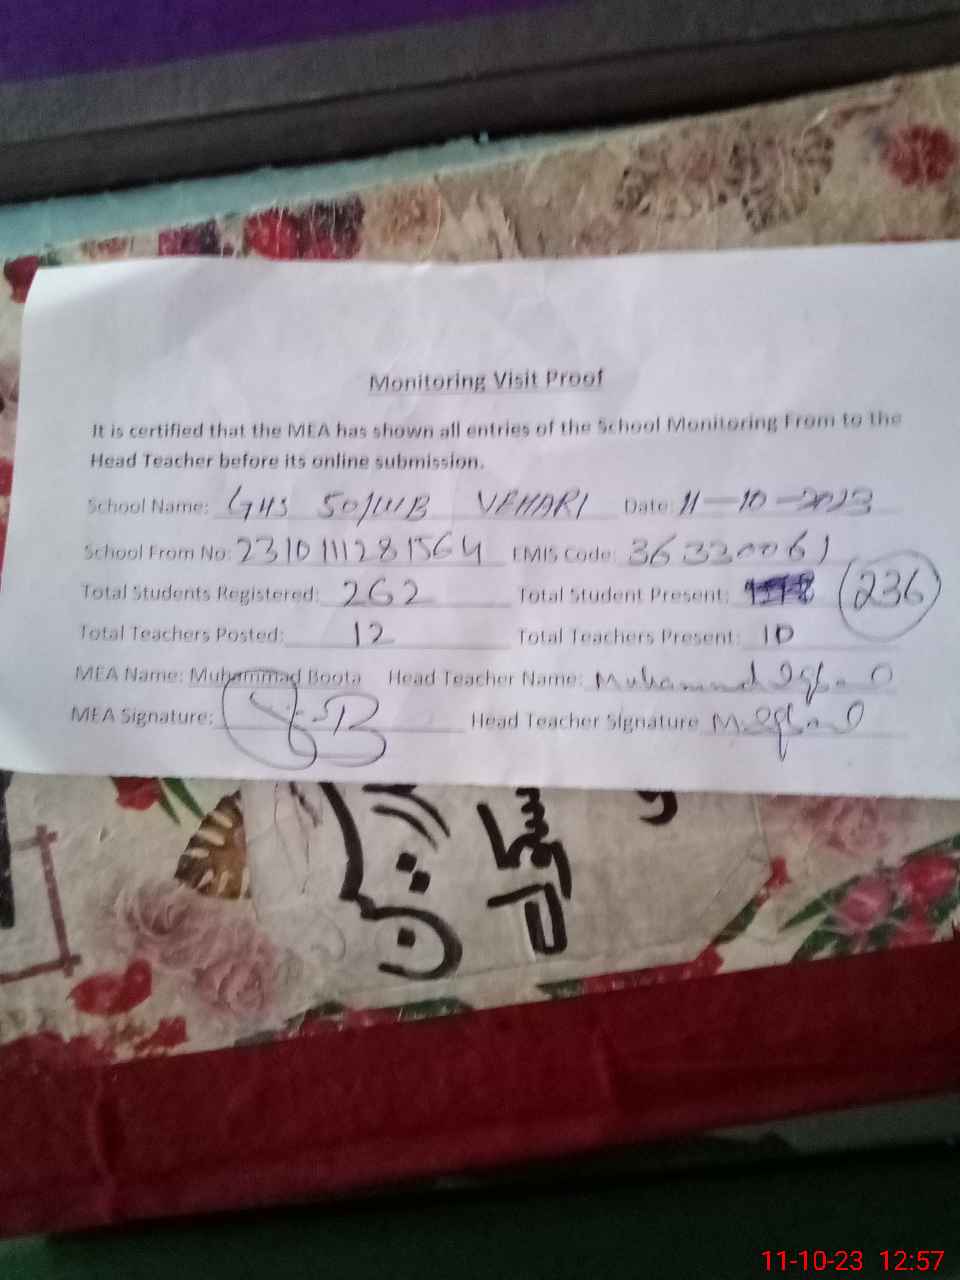 Monitoring Visit Proof
It is certified that the MEA has shown all entries of the School Monitoring From to the
Head Teacher before its online submission.
School Name: GHS 50/WB VEHARI Date: 11-10-2023
School From No: 2310111281564 EMIS Code: 36330061
Total Students Registered: 262 Total Student Present: 236
Total Teachers Posted: 12 Total Teachers Present: 10
MEA Name: Muhammad Boota Head Teacher Name: Muhammad Iqbal
MEA Signature: Head Teacher Signature M. Iqbal
سکول
11-10-23 12:57